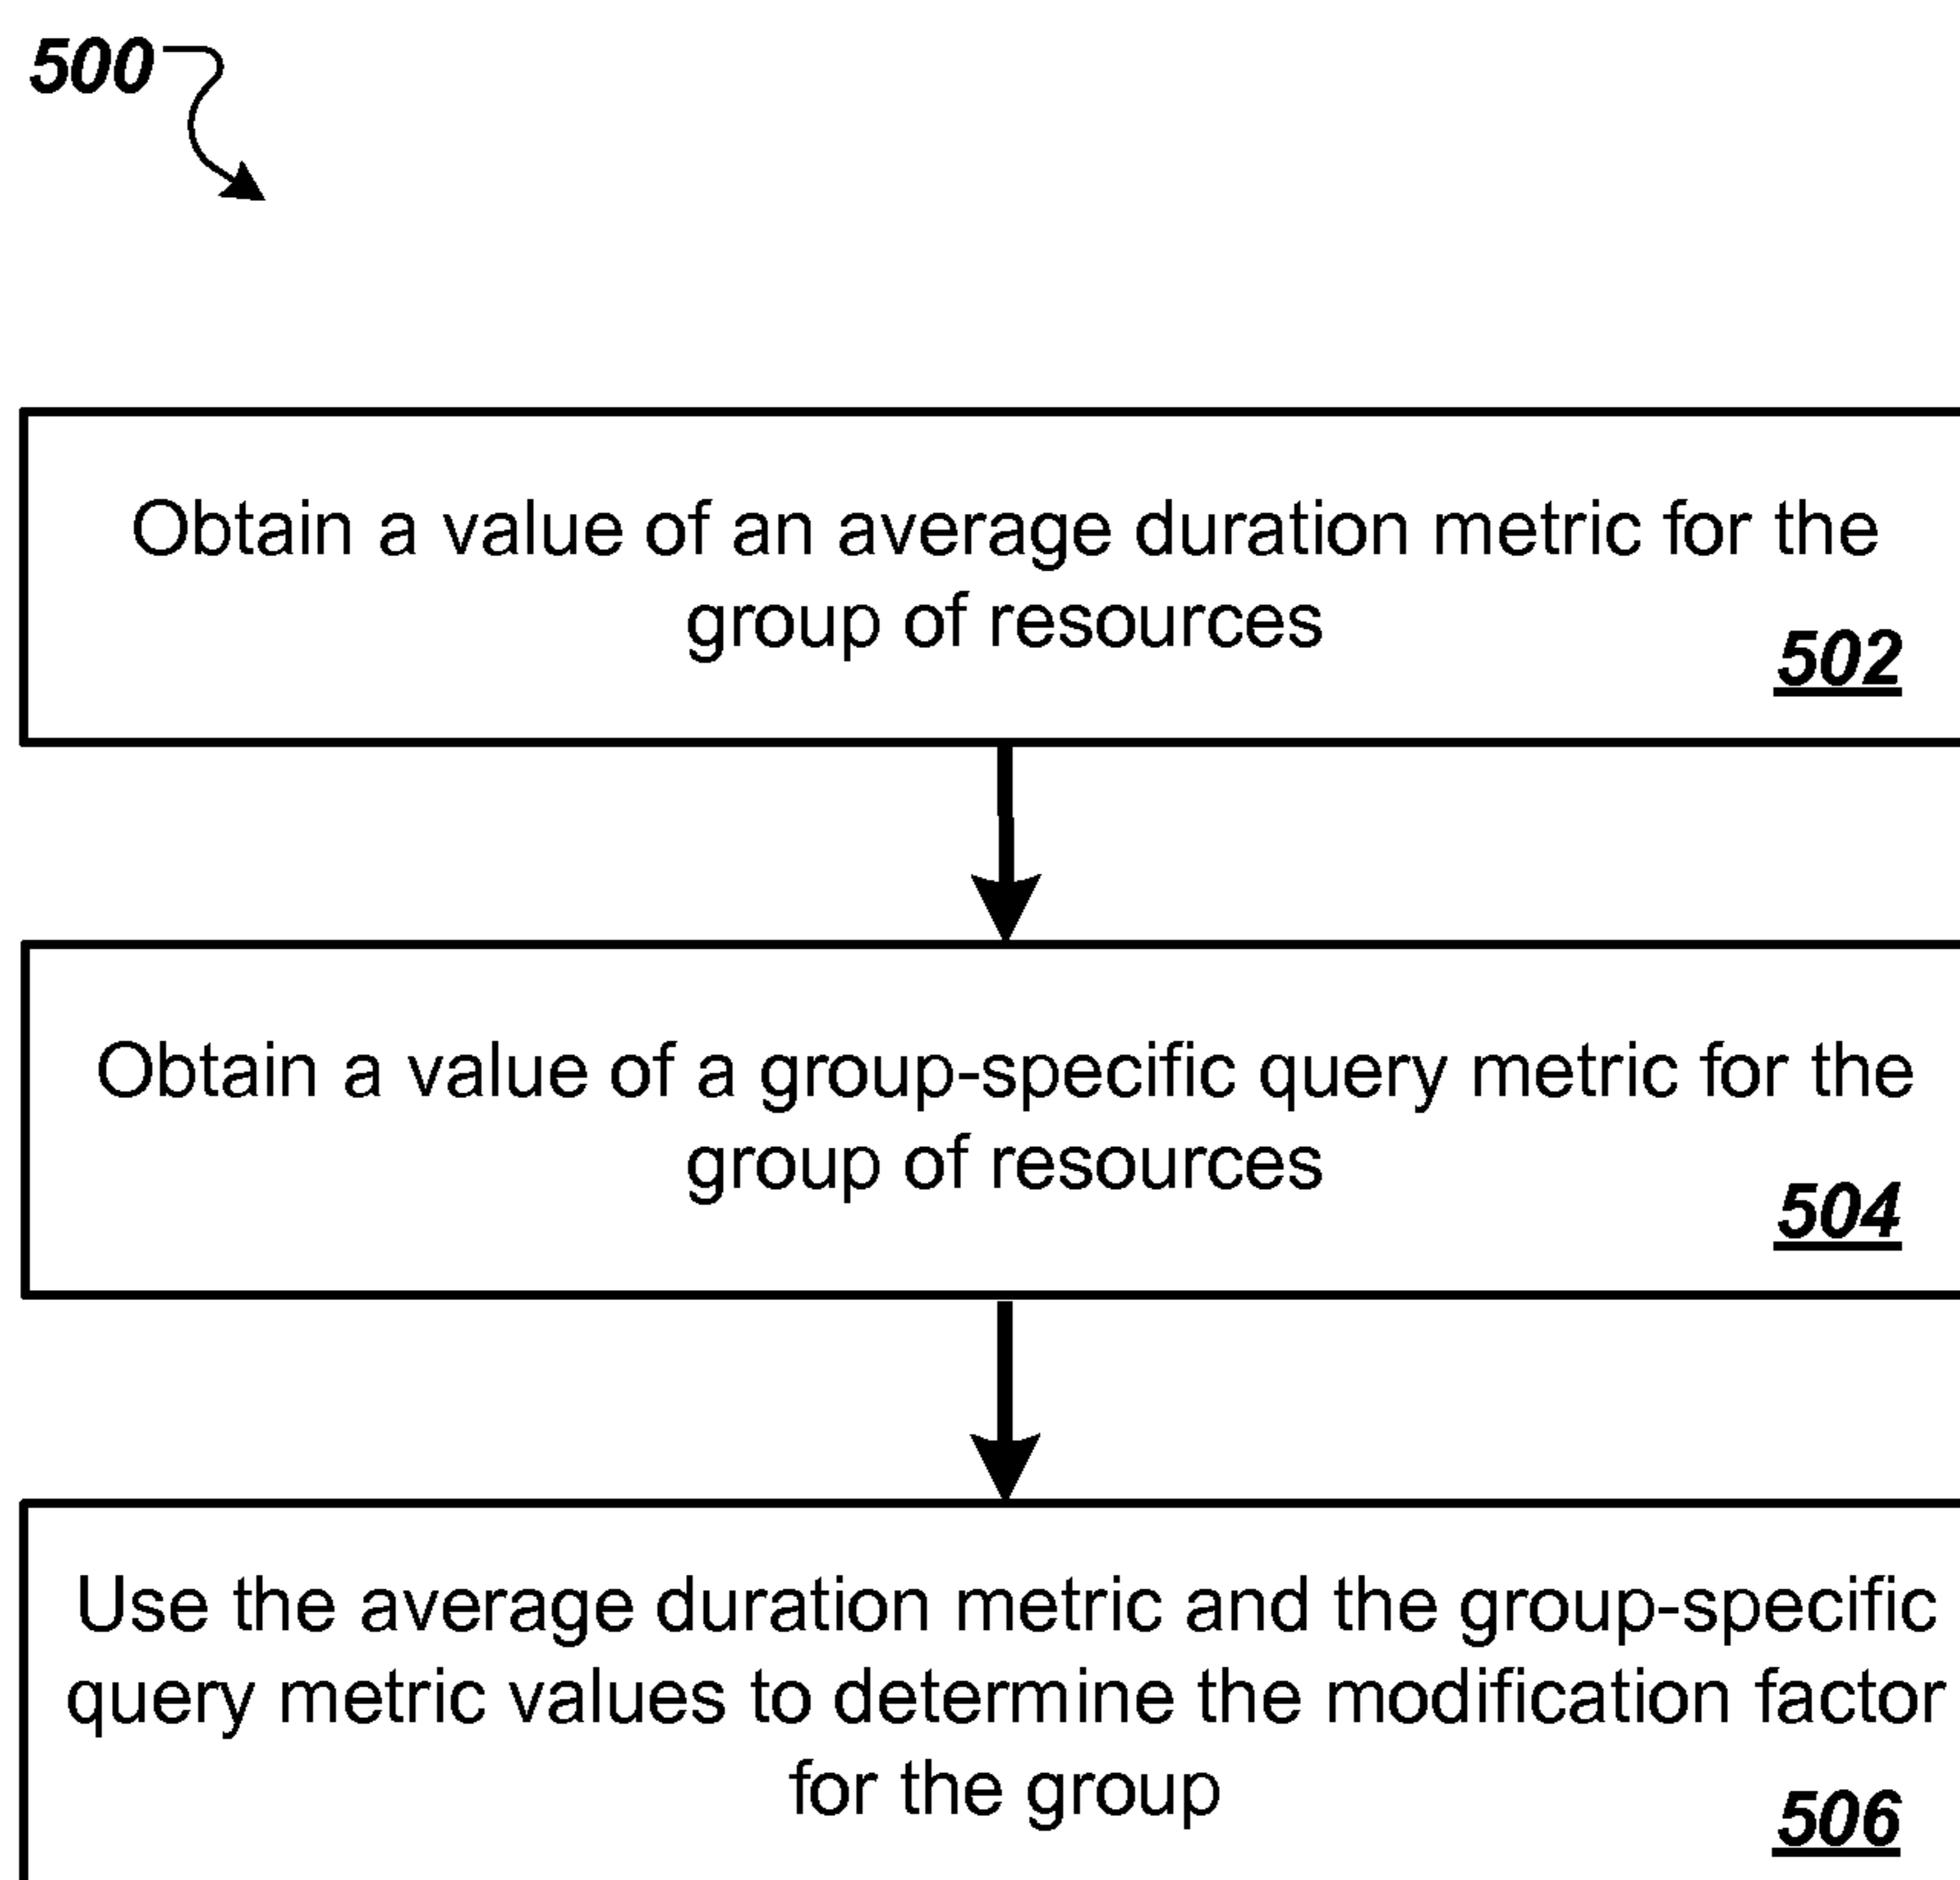 500
Obtain a value of an average duration metric for the
group of resources
502
Obtain a value of a group-specific query metric for the
group of resources
504
Use the average duration metric and the group-specific
query metric values to determine the modification factor
for the group
506